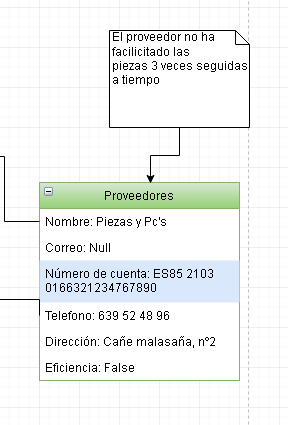 El proveedor no ha
facilicitado las
piezas 3 veces seguidas
a tiempo
Proveedores
Nombre: Piezas y Pc's
Correo: Null
Número de cuenta: ES85 2103
0166321234767890
Telefono: 639 52 48 96
Dirección: Cañe malasaña, nº2
Eficiencia: False